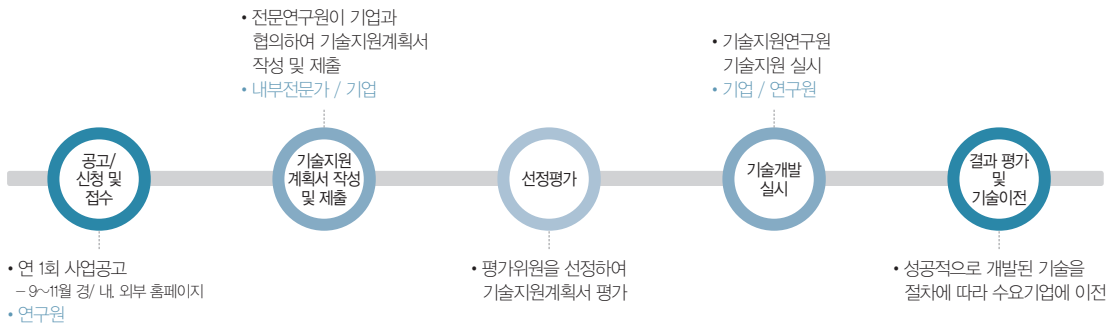 • 전문연구원이 기업과
협의하여 기술지원계획서
작성 및 제출
• 내부전문가 / 기업
• 기술지원연구원
기술지원 실시
• 기업 / 연구원
공고/
신청 및
접수
기술지원
계획서 작성
및 제출
선정평가
기술개발
실시
결과 평가
및
기술이전
• 연 1회 사업공고
– 9~11월 경/ 내, 외부 홈페이지
• 연구원
• 평가위원을 선정하여
기술지원계획서 평가
• 성공적으로 개발된 기술을
절차에 따라 수요기업에 이전